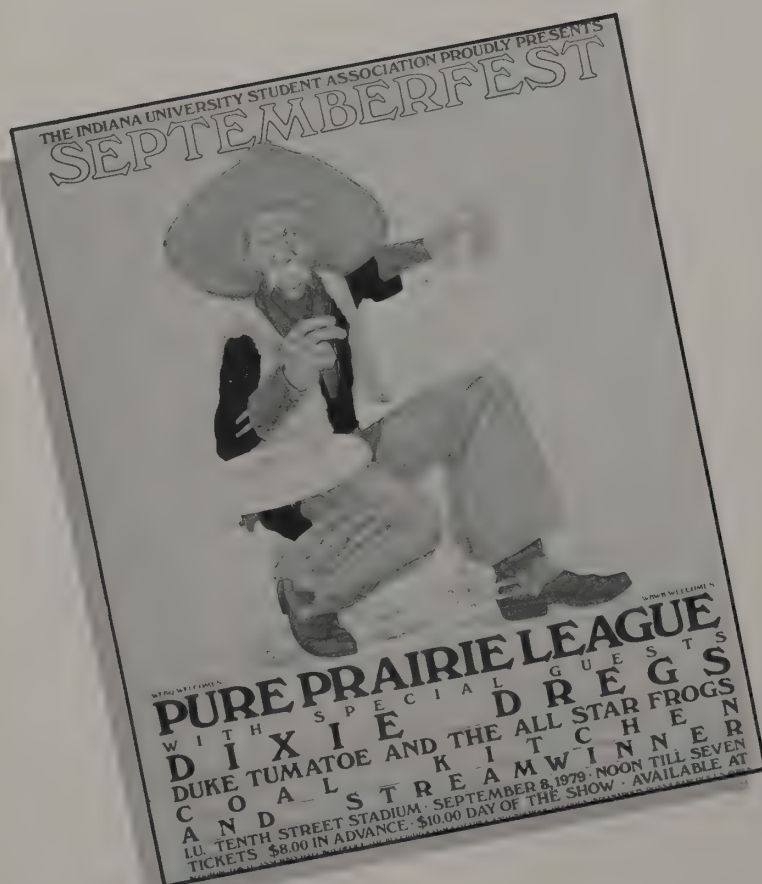 THE INDIANA UNIVERSITY STUDENT ASSOCIATION PROUDLY PRESENTS
SEPTEMBERFEST
WELCOMES
PURE PRAIRIE LEAGUE
WITH SPECIAL GUESTS
DIXIE DREGS
DUKE TUMATOE AND THE ALL STAR FROGS
COAL KITCHEN
AND STREAMWINNER
I.U. TENTH STREET STADIUM · SEPTEMBER 8, 1979 · NOON TILL SEVEN
TICKETS $8.00 IN ADVANCE · $10.00 DAY OF THE SHOW · AVAILABLE AT